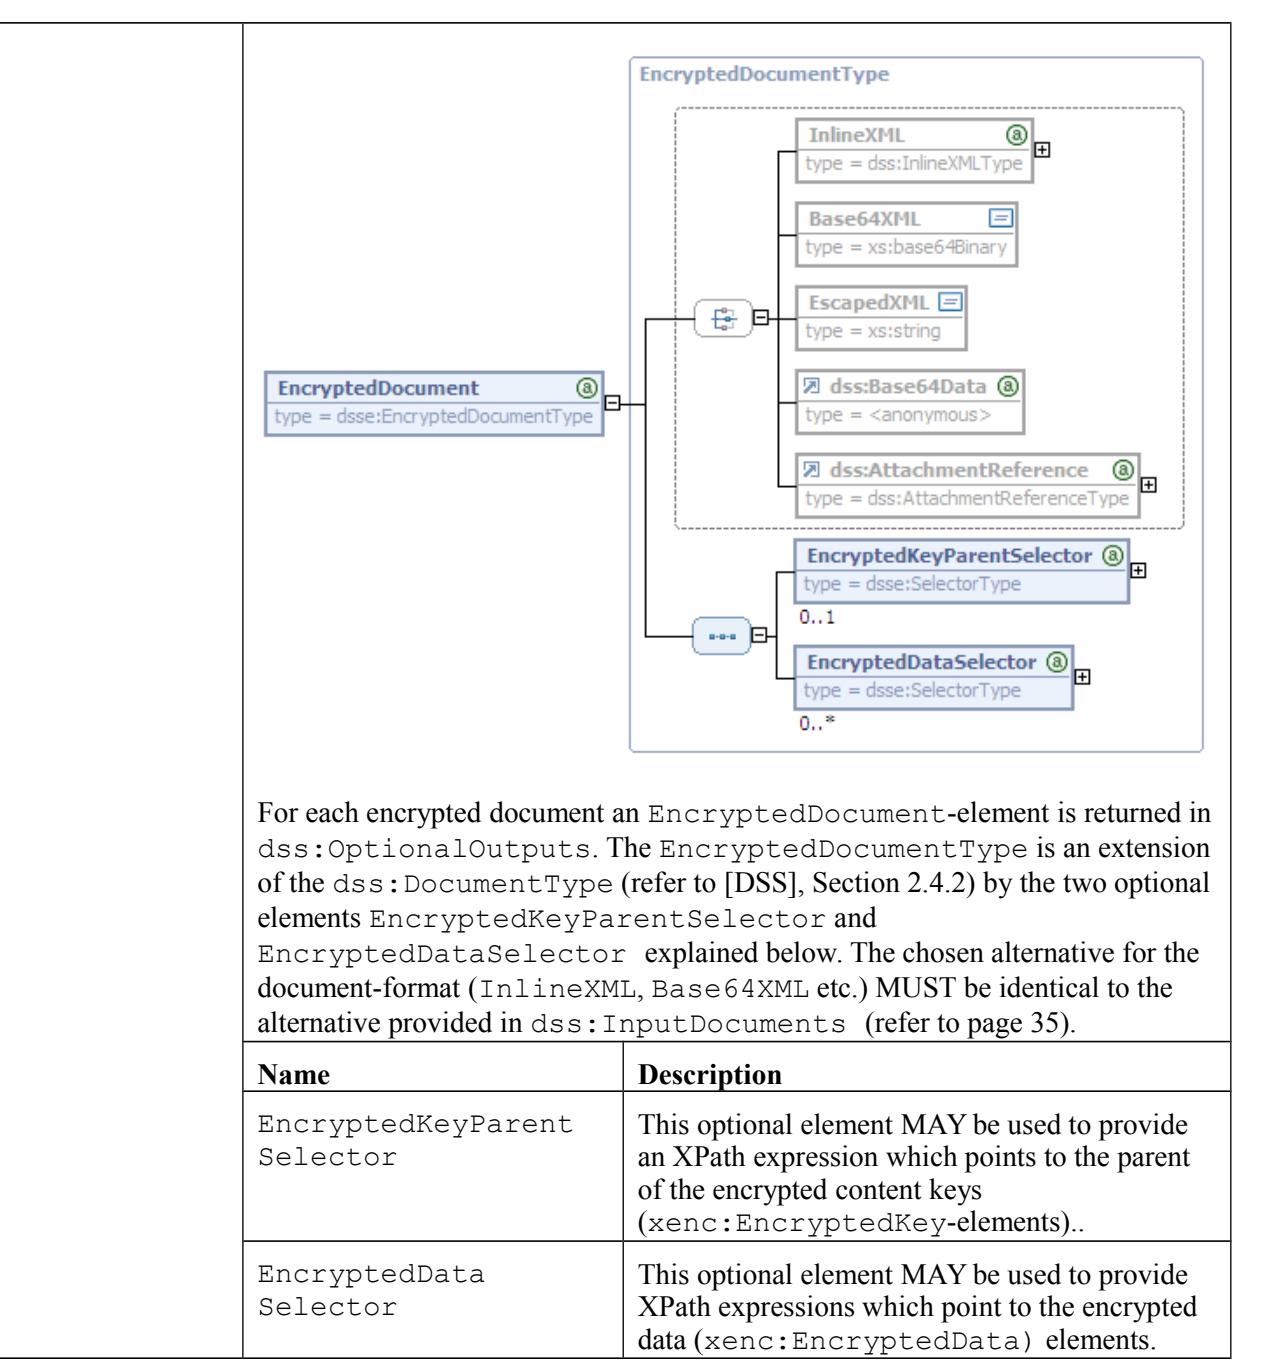 EncryptedDocumentType
InlineXML
type = dss:InlineXMLType
Base64XML
type = xs:base64Binary
EscapedXML
type = xs:string
EncryptedDocument
type = dsse:EncryptedDocumentType
dss:Base64Data
type = <anonymous>
dss:AttachmentReference
type = dss:AttachmentReferenceType
EncryptedKeyParentSelector
type = dsse:SelectorType
0..1
EncryptedDataSelector
type = dsse:SelectorType
0..*
For each encrypted document an EncryptedDocument-element is returned in
dss:OptionalOutputs. The EncryptedDocumentType is an extension
of the dss:DocumentType (refer to [DSS], Section 2.4.2) by the two optional
elements EncryptedKeyParentSelector and
EncryptedDataSelector explained below. The chosen alternative for the
document-format (InlineXML, Base64XML etc.) MUST be identical to the
alternative provided in dss:InputDocuments (refer to page 35).
Name Description
EncryptedKeyParent
Selector
This optional element MAY be used to provide
an XPath expression which points to the parent
of the encrypted content keys
(xenc:EncryptedKey-elements)..
EncryptedData
Selector
This optional element MAY be used to provide
XPath expressions which point to the encrypted
data (xenc:EncryptedData) elements.